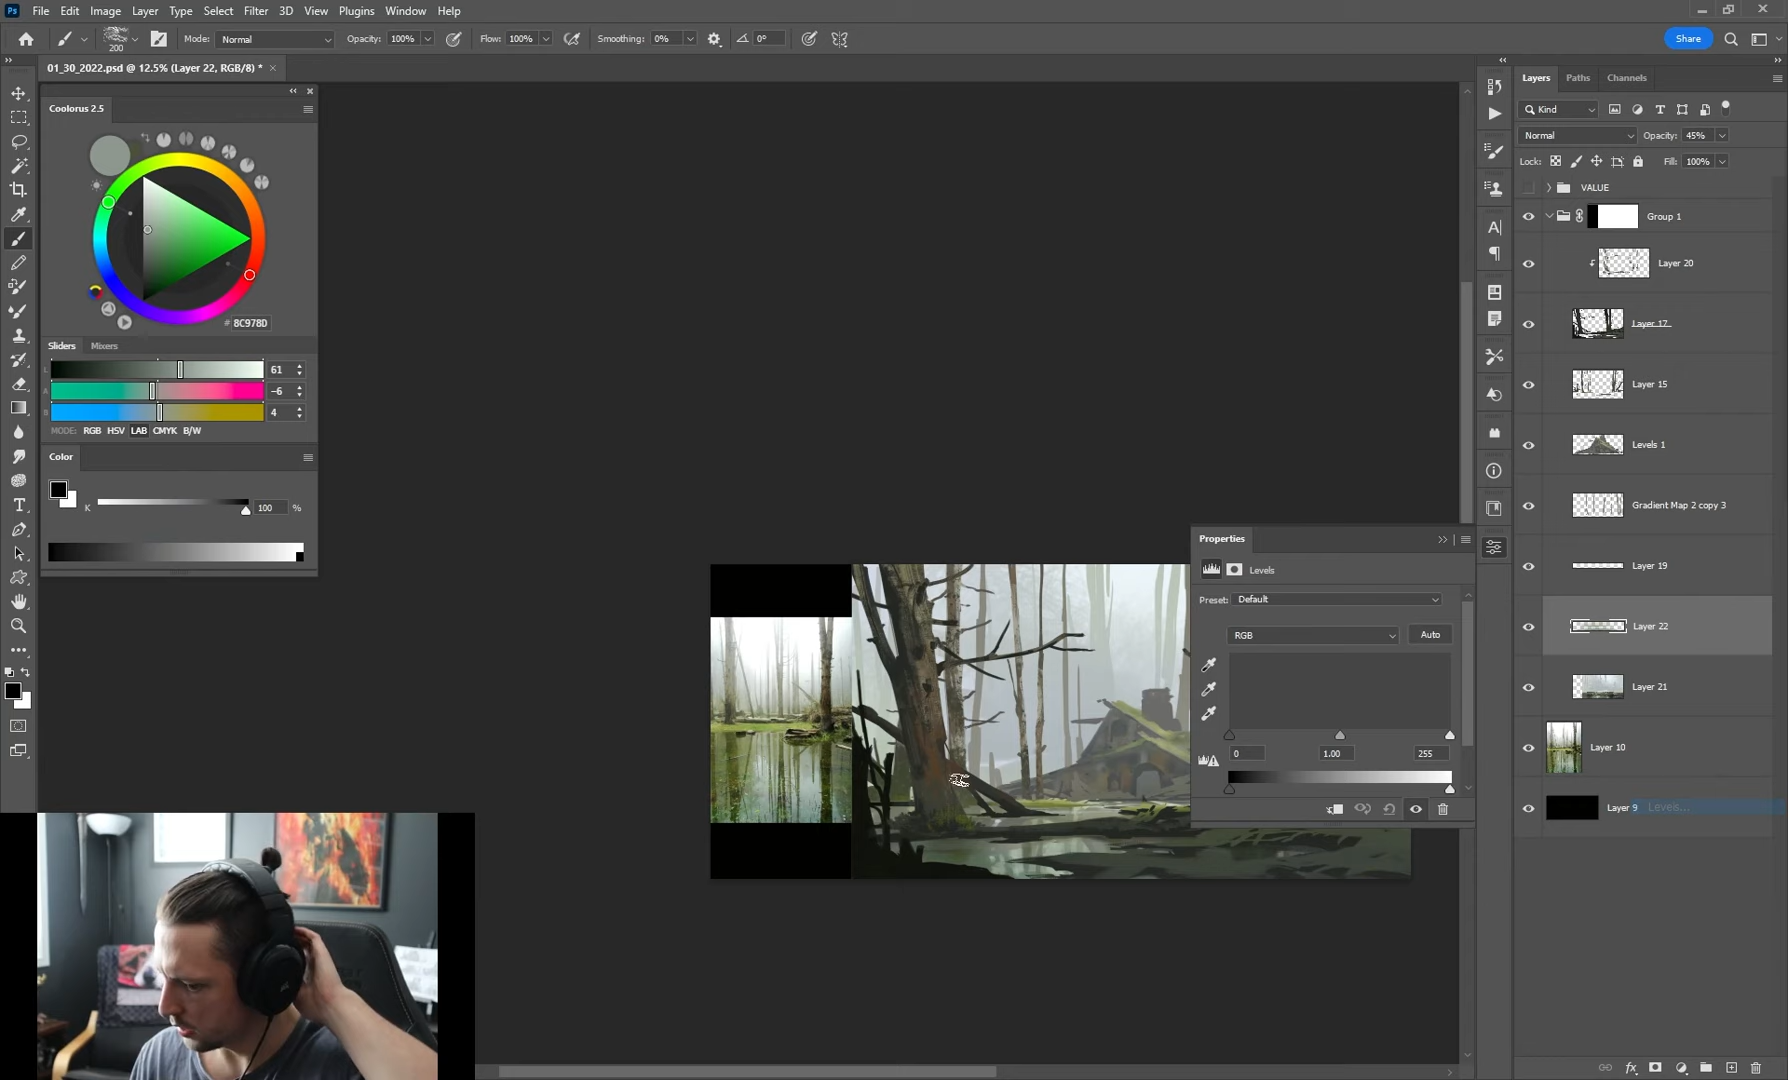 Ps File Edit Image Layer Type Select Filter 3D View Plugins Window Help
200 Mode: Normal Opacity: 100% Flow: 100% Smoothing: 0% 0° Share
01_30_2022.psd @ 12.5% (Layer 22, RGB/8) * ×
Coolorus 2.5
# 8C978D
Sliders Mixers
L 61
A -6
B 4
MODE: RGB HSV LAB CMYK B/W
Color
K 100 %
Properties
Levels
Preset: Default
RGB Auto
0 1.00 255
Layers Paths Channels
Kind
Normal Opacity: 45%
Lock: Fill: 100%
VALUE
Group 1
Layer 20
Layer 17
Layer 15
Levels 1
Gradient Map 2 copy 3
Layer 19
Layer 22
Layer 21
Layer 10
Layer 9 Levels...
fx